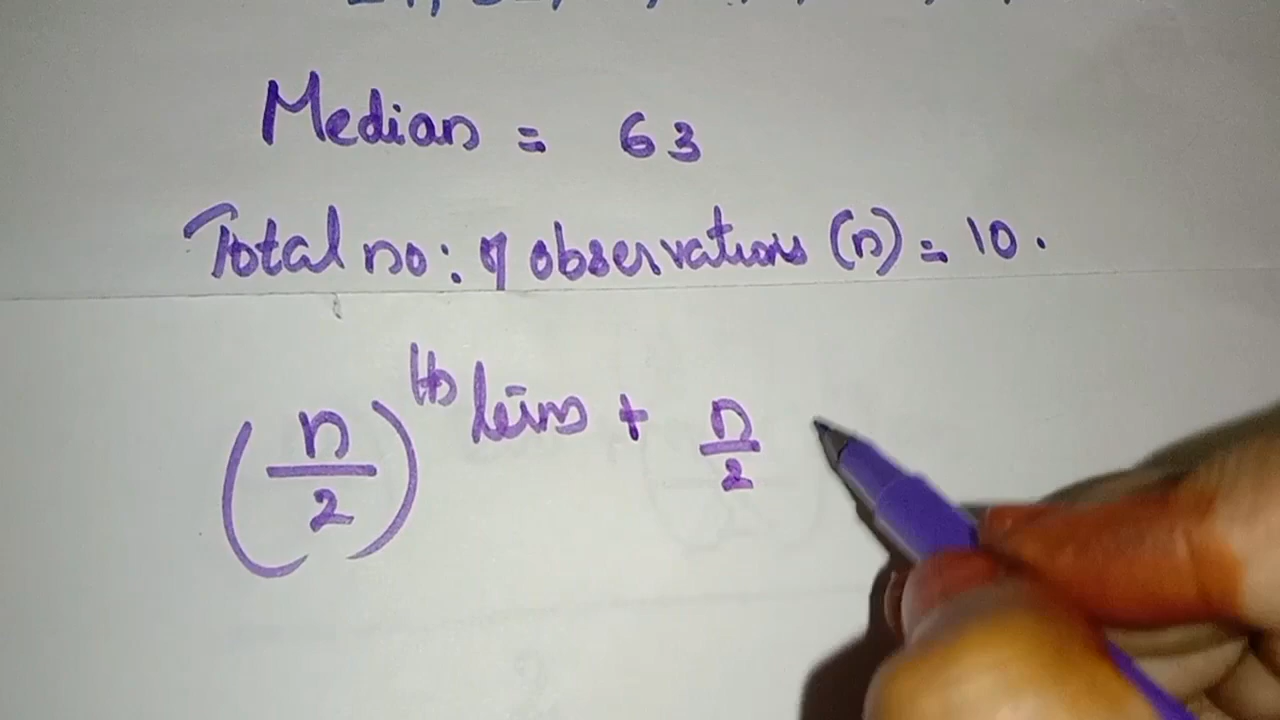 Median = 63
Total no: of observations (n) = 10.
(n/2)th term + n/2